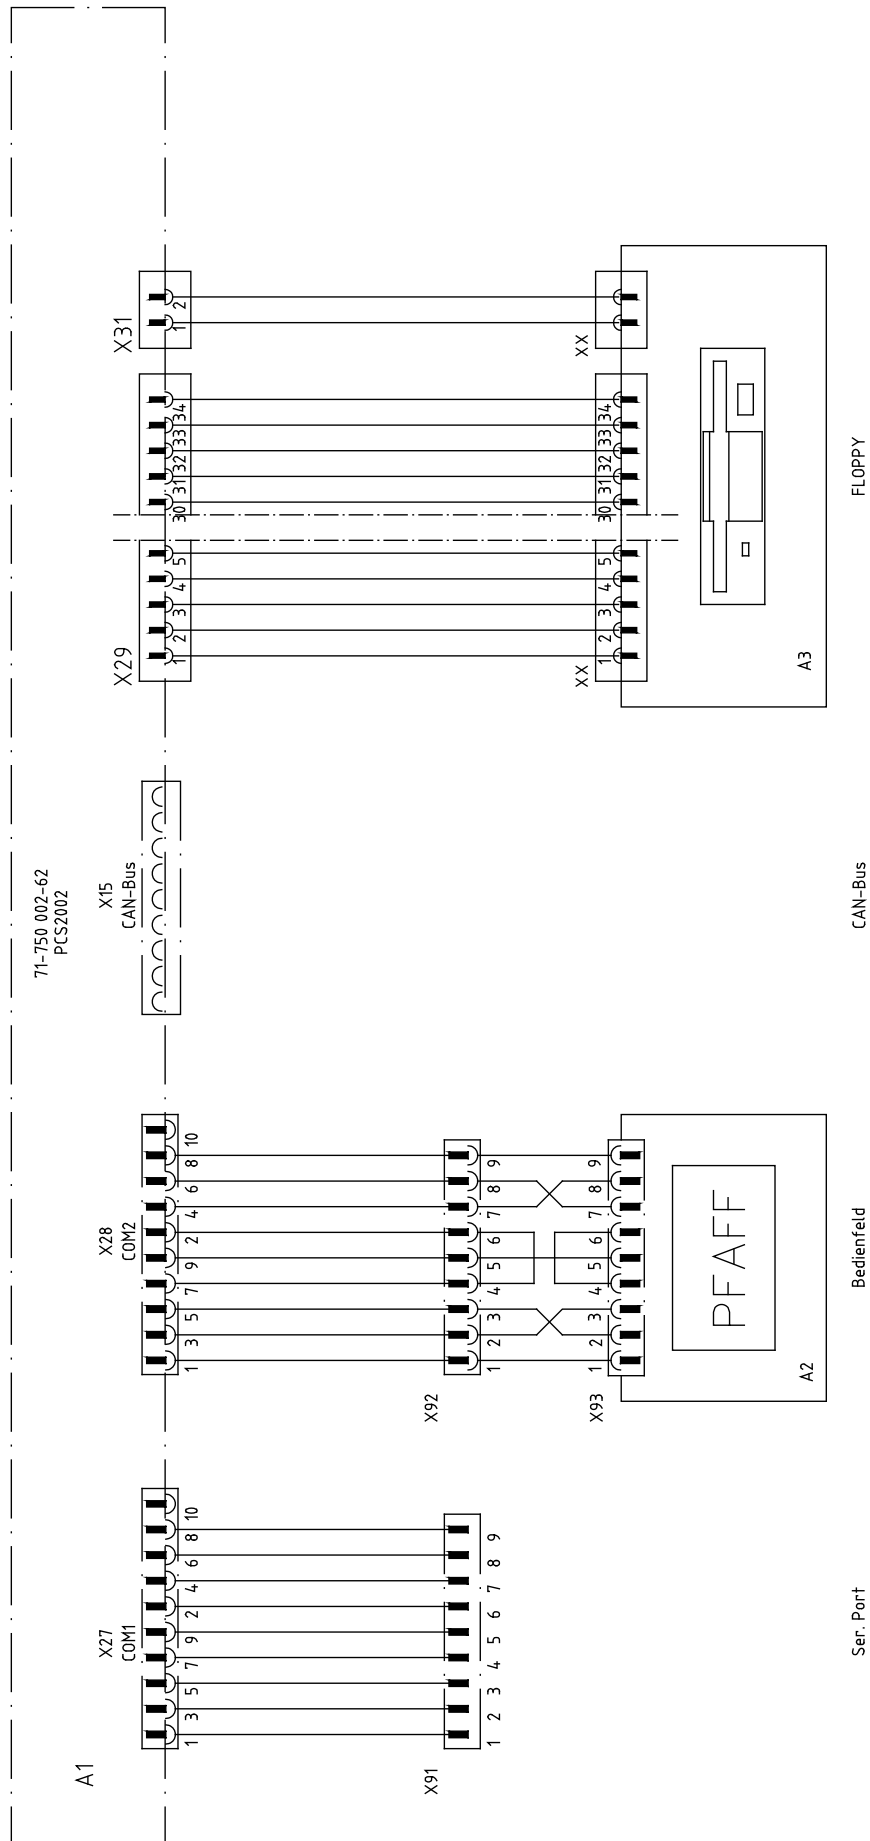 A1
71-750 002-62
PCS2002
X27
COM1
1 3 5 7 9 2 4 6 8 10
X91
1 2 3 4 5 6 7 8 9
Ser. Port
X28
COM2
1 3 5 7 9 2 4 6 8 10
X92
1 2 3 4 5 6 7 8 9
X93
1 2 3 4 5 6 7 8 9
PFAFF
A2
Bedienfeld
X15
CAN-Bus
CAN-Bus
X29
1 2 3 4 5 30 31 32 33 34
XX
1 2 3 4 5 30 31 32 33 34
X31
1 2
XX
A3
FLOPPY